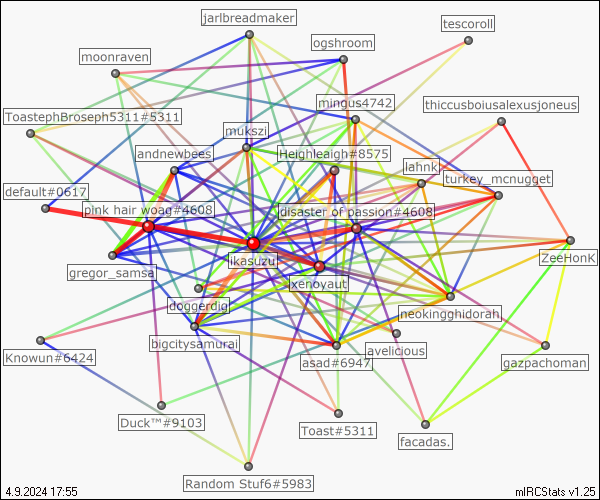 jarlbreadmaker
tescoroll
ogshroom
moonraven
mingus4742
thiccusboiusalexusjoneus
ToastephBroseph5311#5311
mukszi
andnewbees
Heighleaigh#8575
lahnk
turkey_mcnugget
default#0617
pink hair woag#4608
disaster of passion#4608
ikasuzu
ZeeHonK
gregor_samsa
xenoyaut
doggerdig
neokingghidorah
bigcitysamurai
avelicious
Knowun#6424
asad#6947
gazpachoman
Duck™#9103
Toast#5311
facadas.
Random Stuf6#5983
4.9.2024 17:55
mIRCStats v1.25